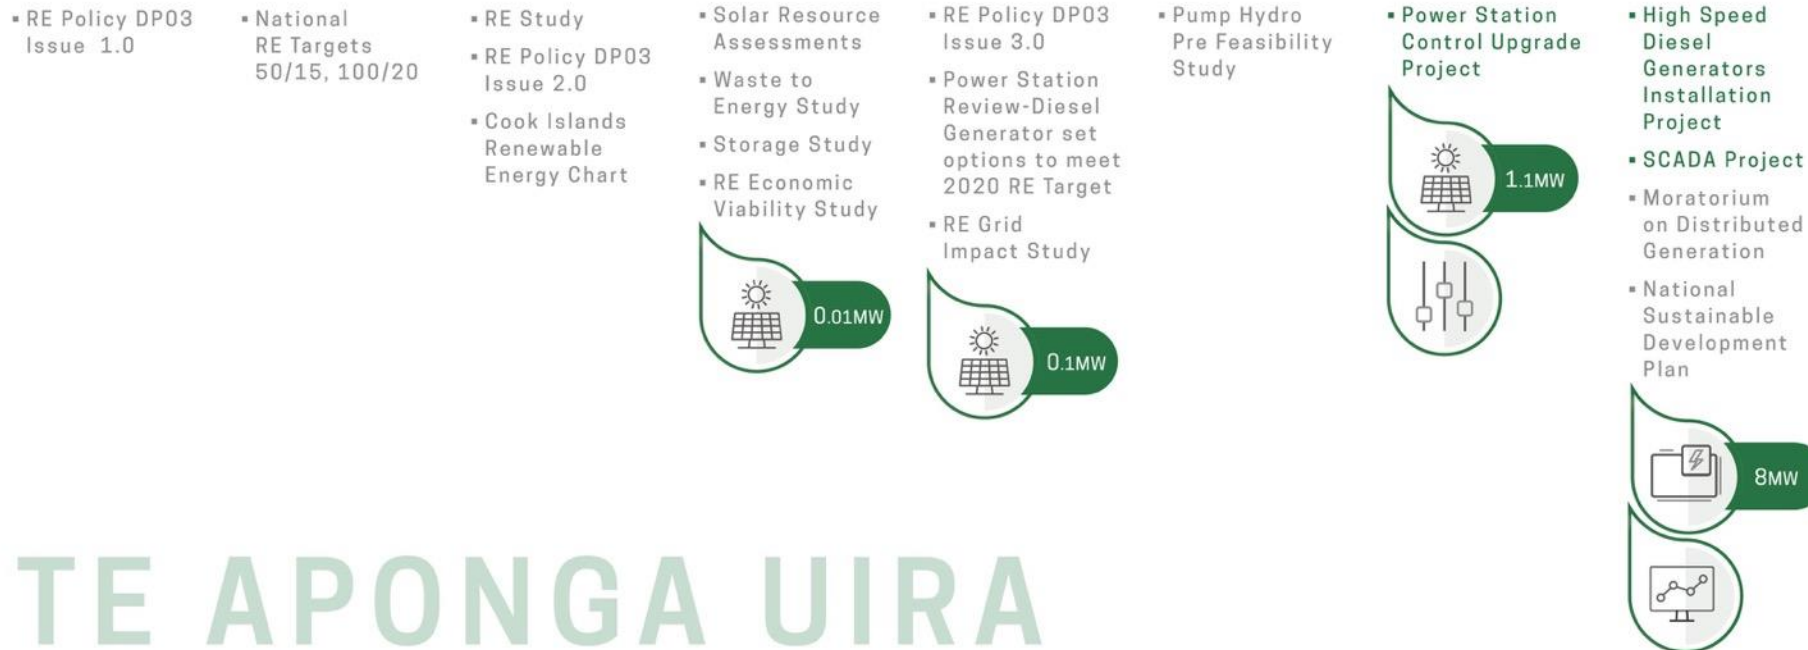 ▪ RE Policy DP03
Issue 1.0
▪ National
RE Targets
50/15, 100/20
▪ RE Study
▪ RE Policy DP03
Issue 2.0
▪ Cook Islands
Renewable
Energy Chart
▪ Solar Resource
Assessments
▪ Waste to
Energy Study
▪ Storage Study
▪ RE Economic
Viability Study
0.01MW
▪ RE Policy DP03
Issue 3.0
▪ Power Station
Review-Diesel
Generator set
options to meet
2020 RE Target
▪ RE Grid
Impact Study
0.1MW
▪ Pump Hydro
Pre Feasibility
Study
▪ Power Station
Control Upgrade
Project
1.1MW
▪ High Speed
Diesel
Generators
Installation
Project
▪ SCADA Project
▪ Moratorium
on Distributed
Generation
▪ National
Sustainable
Development
Plan
8MW
TE APONGA UIRA